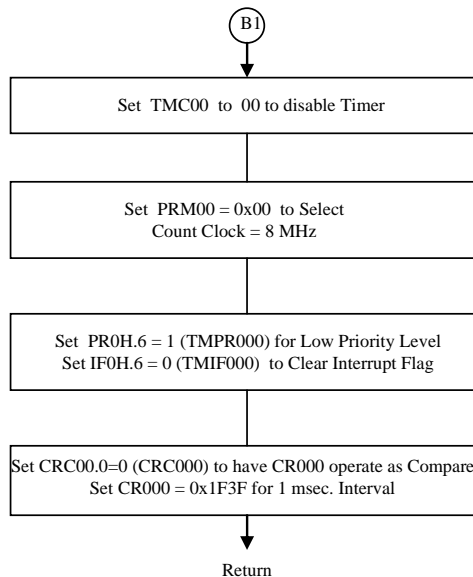 B1
Set TMC00 to 00 to disable Timer
Set PRM00 = 0x00 to Select
Count Clock = 8 MHz
Set PR0H.6 = 1 (TMPR000) for Low Priority Level
Set IF0H.6 = 0 (TMIF000) to Clear Interrupt Flag
Set CRC00.0=0 (CRC000) to have CR000 operate as Compare
Set CR000 = 0x1F3F for 1 msec. Interval
Return